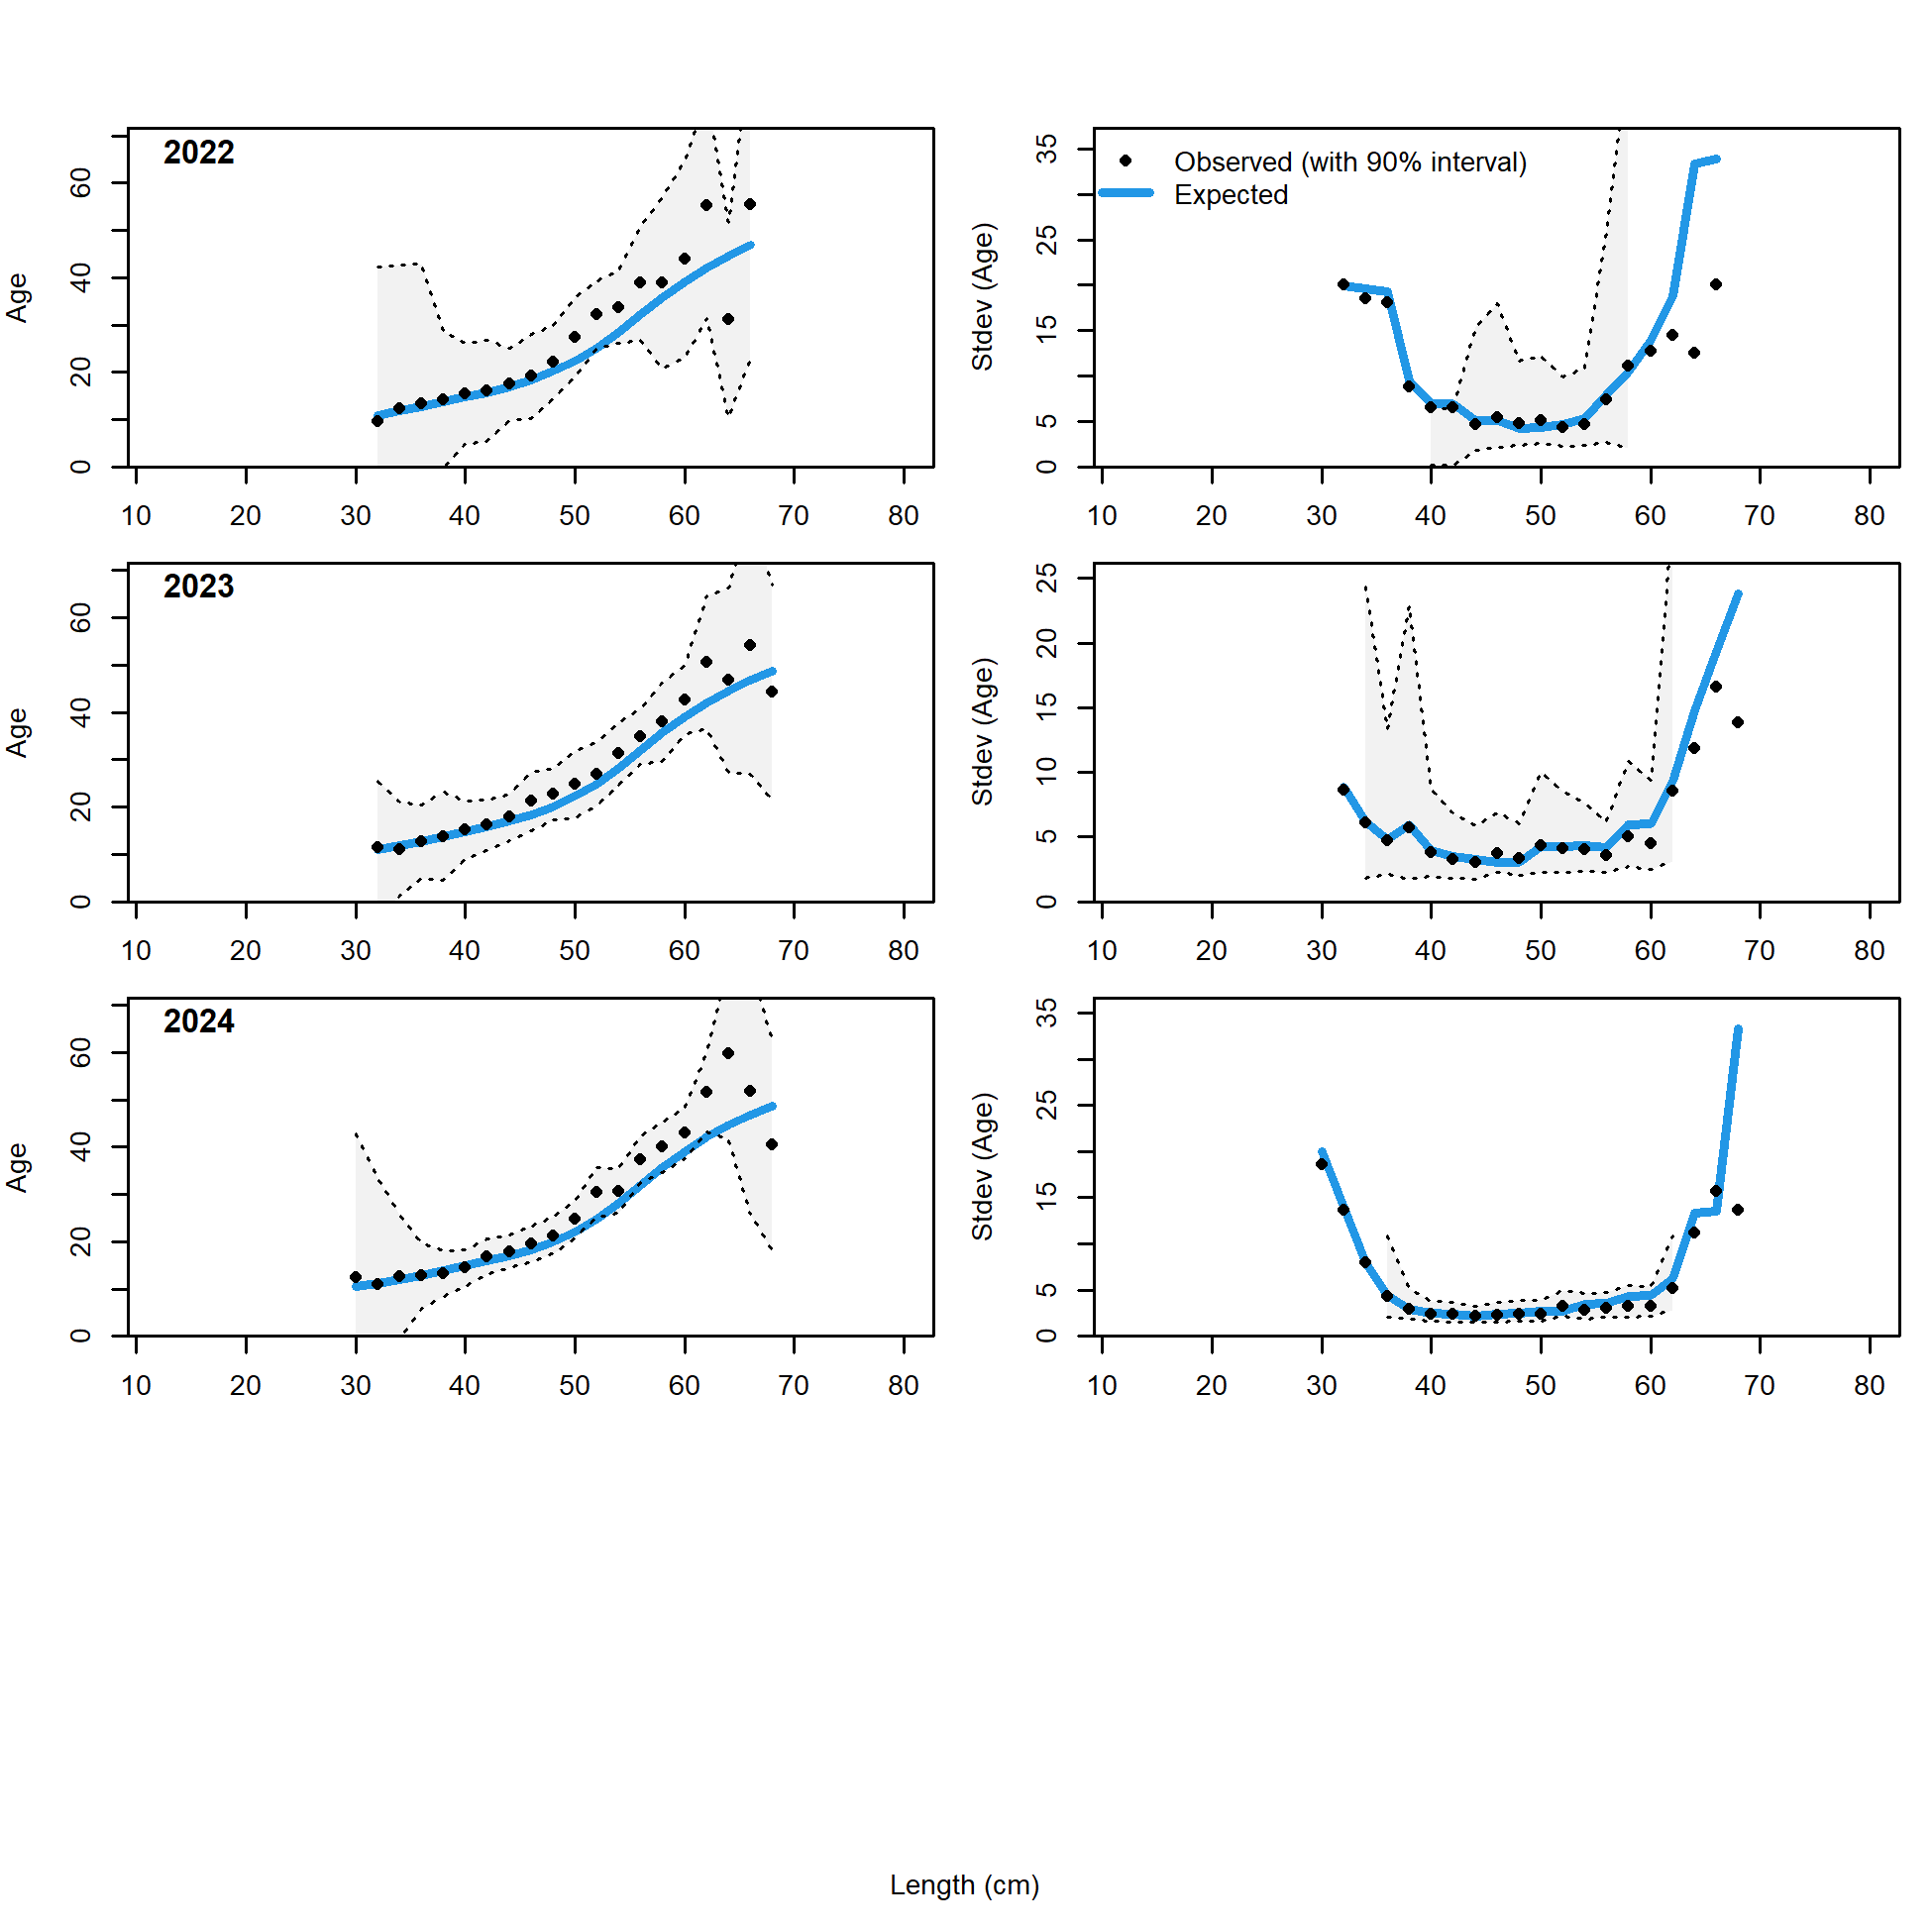 2022
Age
0 20 40 60
10 20 30 40 50 60 70 80
Observed (with 90% interval)
Expected
Stdev (Age)
0 5 15 25 35
10 20 30 40 50 60 70 80
2023
Age
0 20 40 60
10 20 30 40 50 60 70 80
Stdev (Age)
0 5 10 15 20 25
10 20 30 40 50 60 70 80
2024
Age
0 20 40 60
10 20 30 40 50 60 70 80
Stdev (Age)
0 5 15 25 35
10 20 30 40 50 60 70 80
Length (cm)